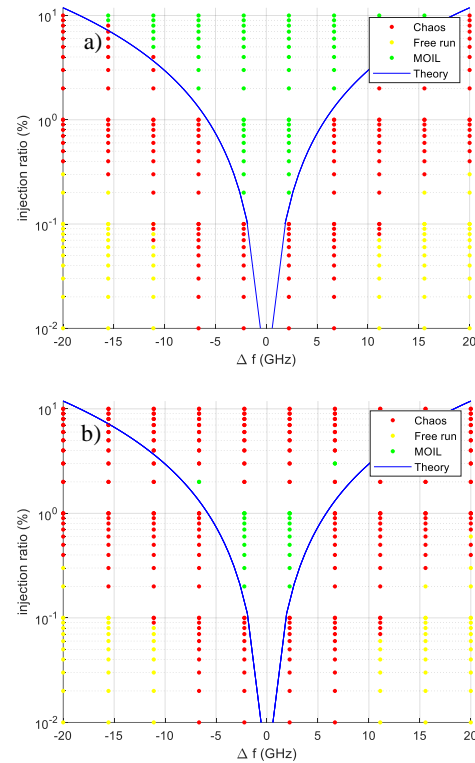 a)
Chaos
Free run
MOIL
Theory
10^1
10^0
10^-1
10^-2
injection ratio (%)
-20 -15 -10 -5 0 5 10 15 20
Δ f (GHz)
b)
Chaos
Free run
MOIL
Theory
10^1
10^0
10^-1
10^-2
injection ratio (%)
-20 -15 -10 -5 0 5 10 15 20
Δ f (GHz)